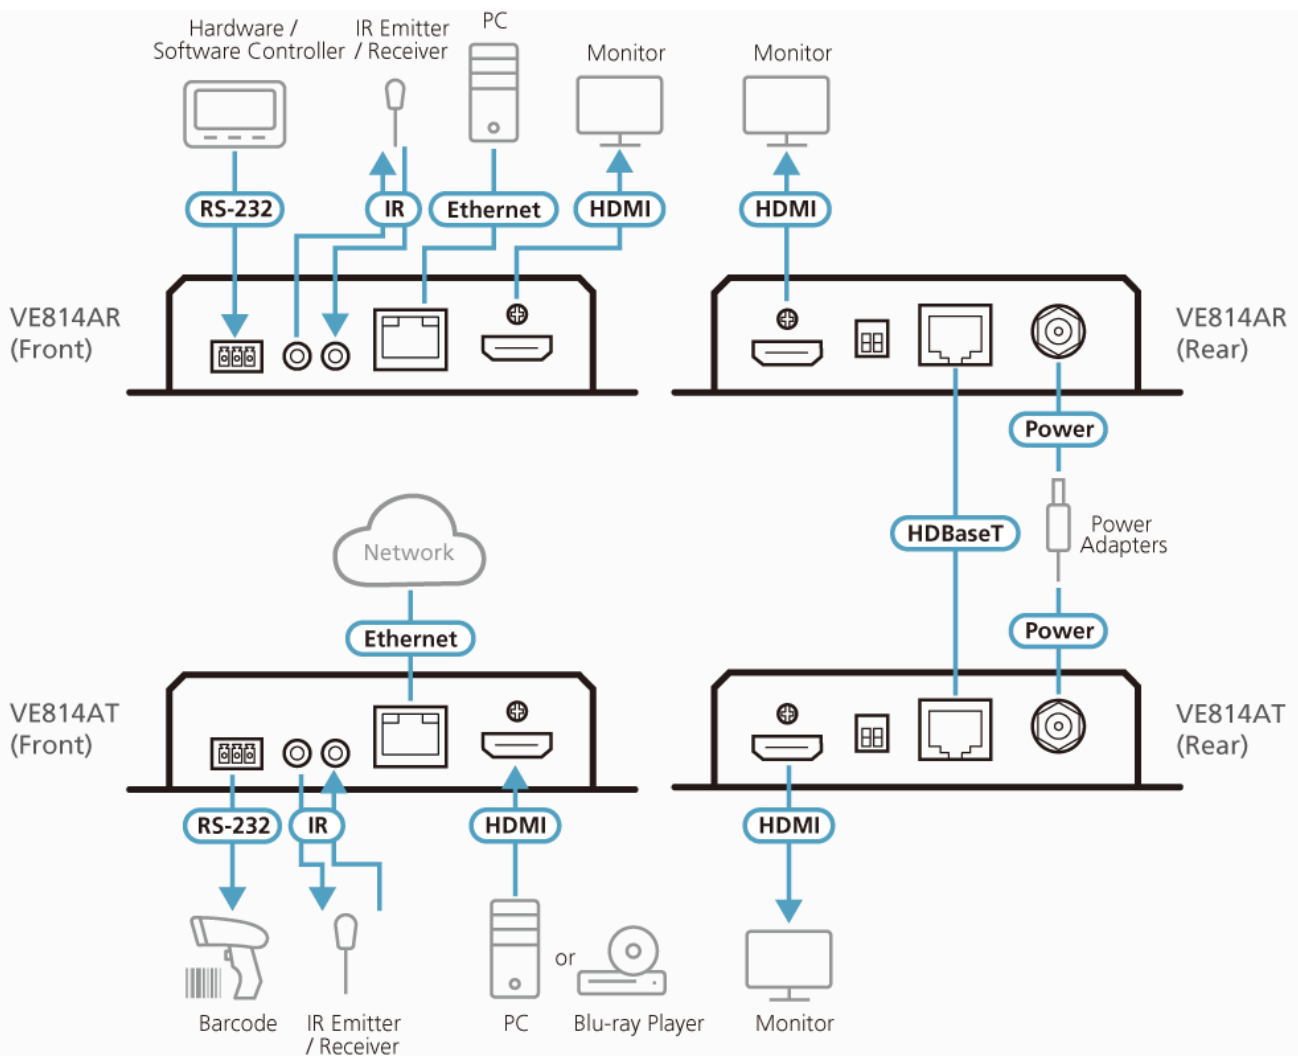 Hardware /
Software Controller
IR Emitter
/ Receiver
PC
Monitor
Monitor
RS-232
IR
Ethernet
HDMI
HDMI
VE814AR
(Front)
VE814AR
(Rear)
Power
Network
HDBaseT
Power
Adapters
Ethernet
Power
VE814AT
(Front)
VE814AT
(Rear)
RS-232
IR
HDMI
HDMI
or
Barcode
IR Emitter
/ Receiver
PC
Blu-ray Player
Monitor